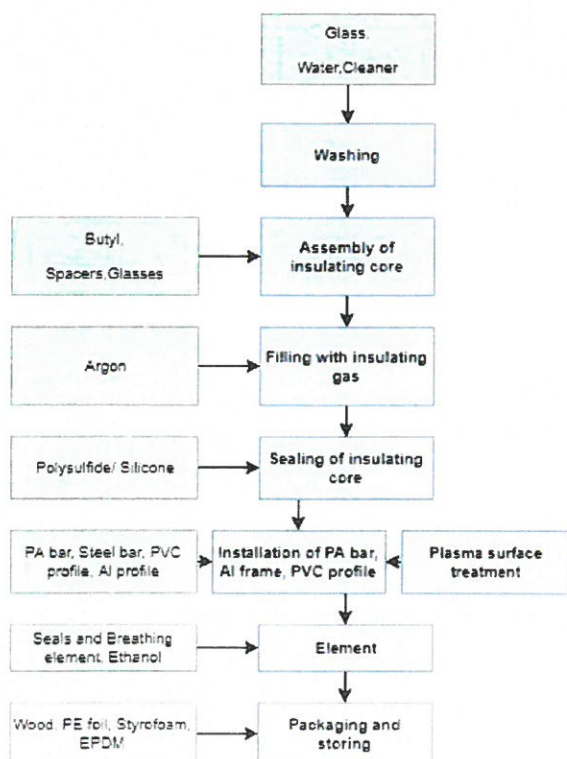 Glass,
Water,Cleaner
Washing
Butyl,
Spacers,Glasses
Assembly of
insulating core
Argon
Filling with insulating
gas
Polysulfide/ Silicone
Sealing of insulating
core
PA bar, Steel bar, PVC
profile, Al profile
Installation of PA bar,
Al frame, PVC profile
Plasma surface
treatment
Seals and Breathing
element, Ethanol
Element
Wood, PE foil, Styrofoam,
EPDM
Packaging and
storing